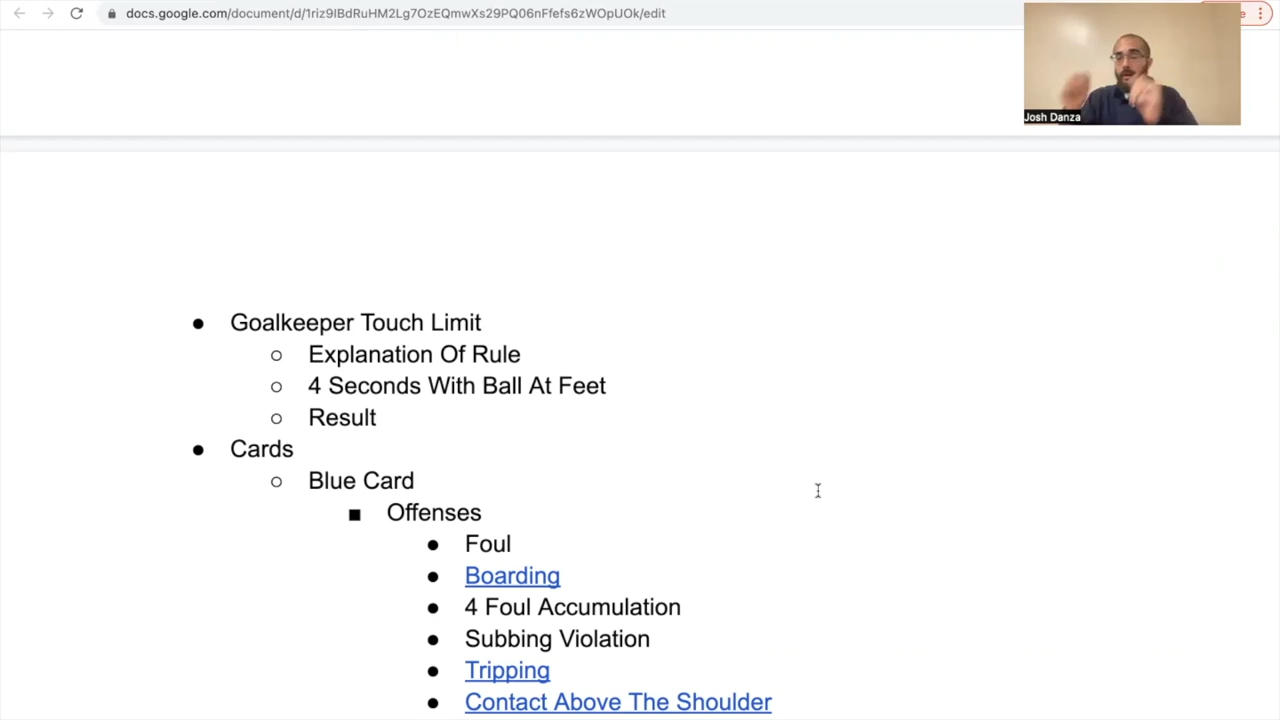 docs.google.com/document/d/1riz9IBdRuHM2Lg7OzEQmwXs29PQ06nFfefs6zWOpUOk/edit
Josh Danza
● Goalkeeper Touch Limit
○ Explanation Of Rule
○ 4 Seconds With Ball At Feet
○ Result
● Cards
○ Blue Card
■ Offenses
● Foul
● Boarding
● 4 Foul Accumulation
● Subbing Violation
● Tripping
● Contact Above The Shoulder